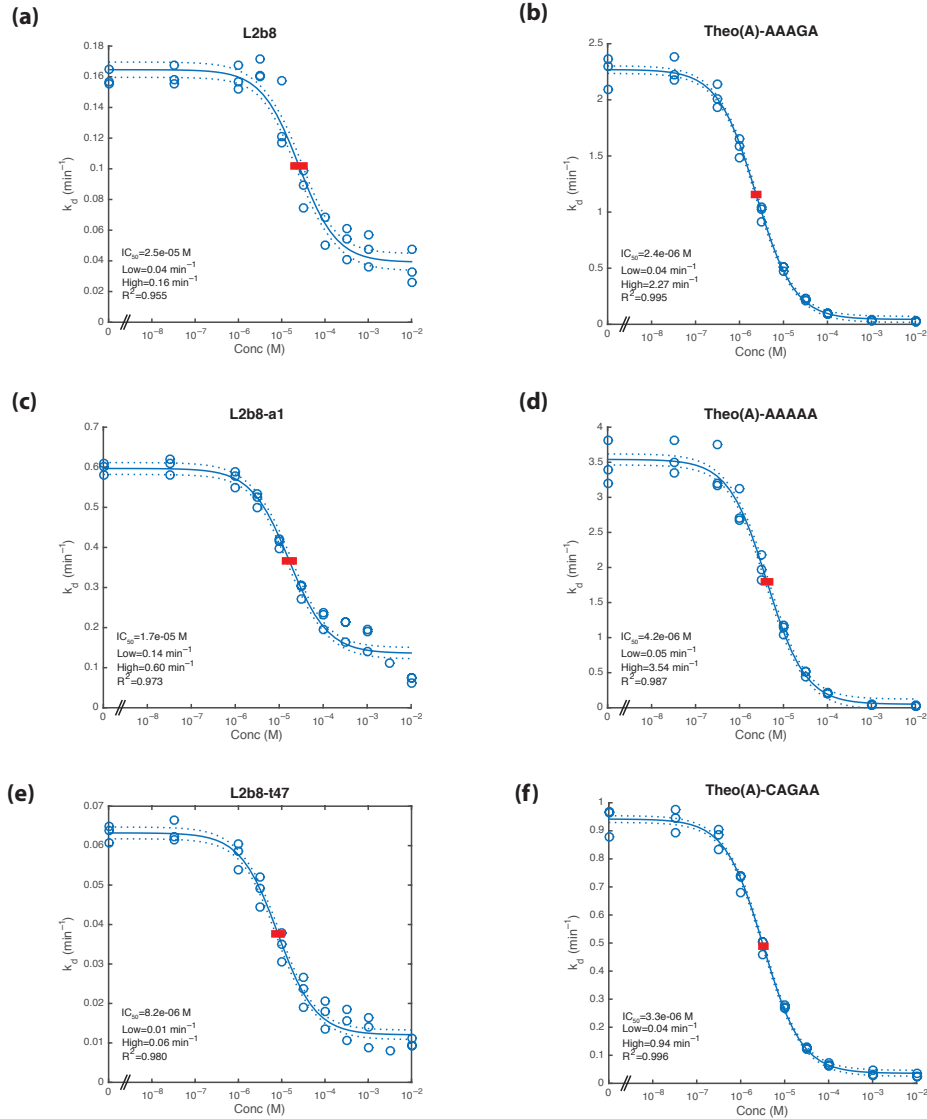 (a)
L2b8
0.18
0.16
0.14
0.12
0.1
0.08
0.06
0.04
0.02
0
k_d (min⁻¹)
IC₅₀=2.5e-05 M
Low=0.04 min⁻¹
High=0.16 min⁻¹
R²=0.955
0 10⁻⁸ 10⁻⁷ 10⁻⁶ 10⁻⁵ 10⁻⁴ 10⁻³ 10⁻²
Conc (M)
(b)
Theo(A)-AAAGA
2.5
2
1.5
1
0.5
0
k_d (min⁻¹)
IC₅₀=2.4e-06 M
Low=0.04 min⁻¹
High=2.27 min⁻¹
R²=0.995
0 10⁻⁸ 10⁻⁷ 10⁻⁶ 10⁻⁵ 10⁻⁴ 10⁻³ 10⁻²
Conc (M)
(c)
L2b8-a1
0.7
0.6
0.5
0.4
0.3
0.2
0.1
0
k_d (min⁻¹)
IC₅₀=1.7e-05 M
Low=0.14 min⁻¹
High=0.60 min⁻¹
R²=0.973
0 10⁻⁸ 10⁻⁷ 10⁻⁶ 10⁻⁵ 10⁻⁴ 10⁻³ 10⁻²
Conc (M)
(d)
Theo(A)-AAAAA
4
3.5
3
2.5
2
1.5
1
0.5
0
k_d (min⁻¹)
IC₅₀=4.2e-06 M
Low=0.05 min⁻¹
High=3.54 min⁻¹
R²=0.987
0 10⁻⁸ 10⁻⁷ 10⁻⁶ 10⁻⁵ 10⁻⁴ 10⁻³ 10⁻²
Conc (M)
(e)
L2b8-t47
0.07
0.06
0.05
0.04
0.03
0.02
0.01
0
k_d (min⁻¹)
IC₅₀=8.2e-06 M
Low=0.01 min⁻¹
High=0.06 min⁻¹
R²=0.980
0 10⁻⁸ 10⁻⁷ 10⁻⁶ 10⁻⁵ 10⁻⁴ 10⁻³ 10⁻²
Conc (M)
(f)
Theo(A)-CAGAA
1
0.9
0.8
0.7
0.6
0.5
0.4
0.3
0.2
0.1
0
k_d (min⁻¹)
IC₅₀=3.3e-06 M
Low=0.04 min⁻¹
High=0.94 min⁻¹
R²=0.996
0 10⁻⁸ 10⁻⁷ 10⁻⁶ 10⁻⁵ 10⁻⁴ 10⁻³ 10⁻²
Conc (M)